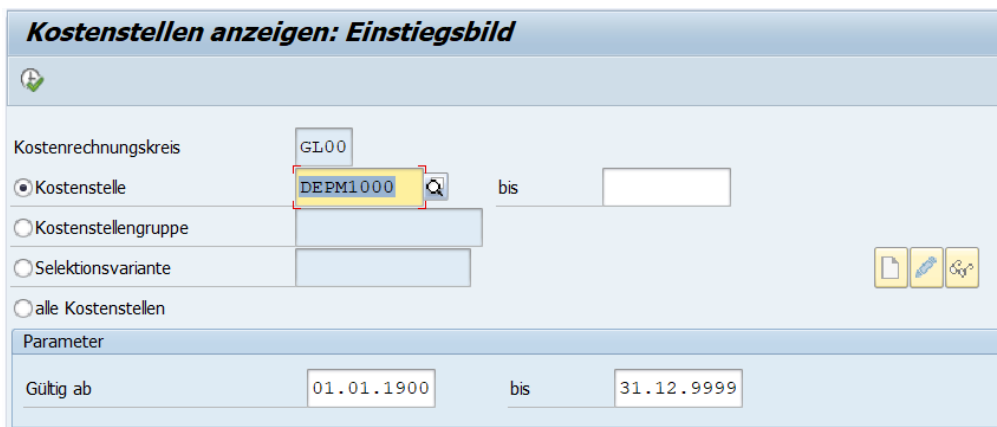 Kostenstellen anzeigen: Einstiegsbild
Kostenrechnungskreis GL00
Kostenstelle DEPM1000 bis
Kostenstellengruppe
Selektionsvariante
alle Kostenstellen
Parameter
Gültig ab 01.01.1900 bis 31.12.9999